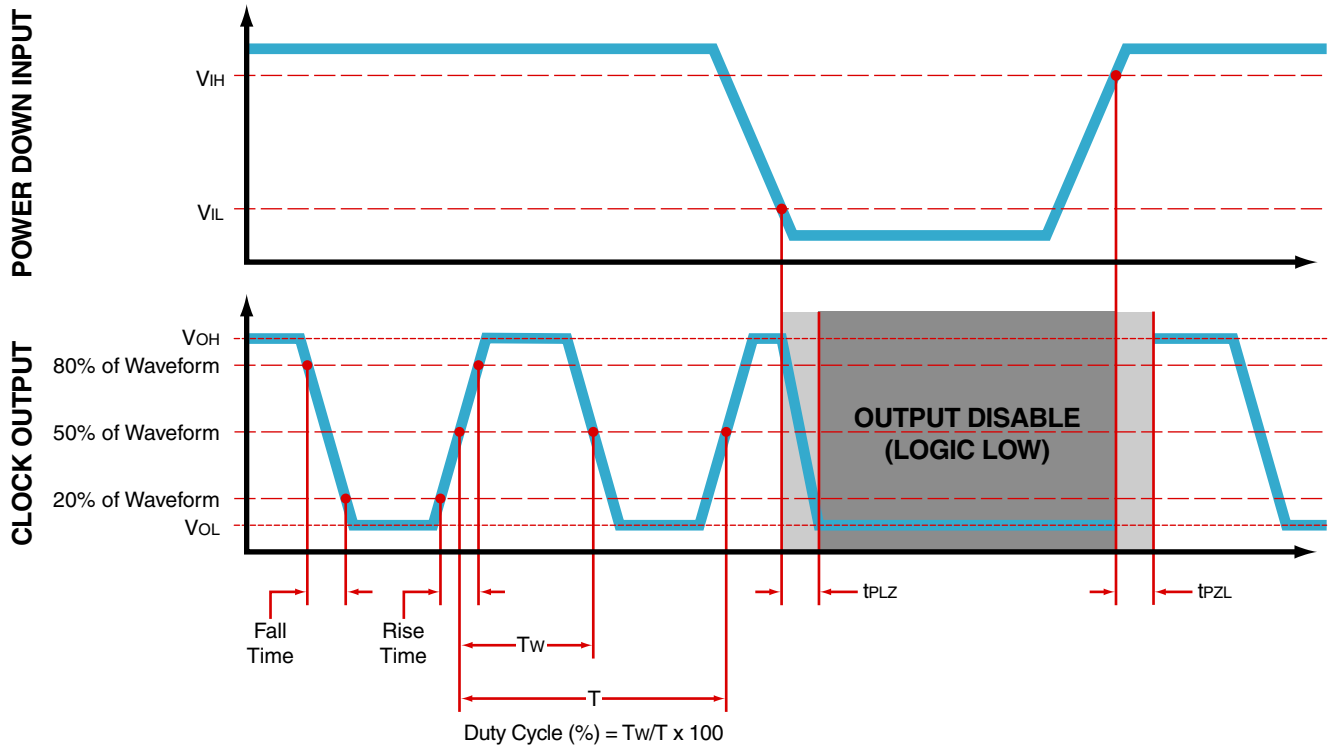 POWER DOWN INPUT
VIH
VIL
CLOCK OUTPUT
VOH
80% of Waveform
50% of Waveform
20% of Waveform
VOL
OUTPUT DISABLE
(LOGIC LOW)
tPLZ
tPZL
Fall
Time
Rise
Time
TW
T
Duty Cycle (%) = TW/T x 100